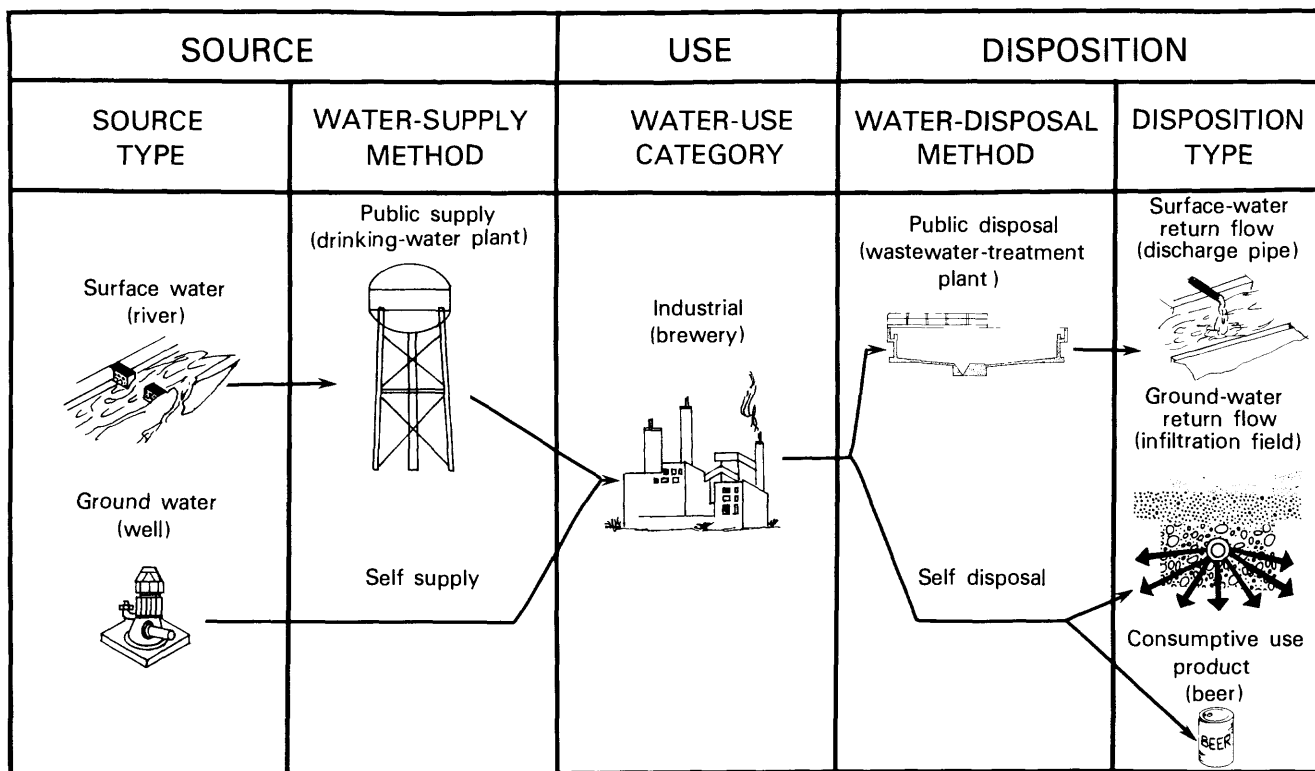 SOURCE
USE
DISPOSITION
SOURCE
TYPE
WATER-SUPPLY
METHOD
WATER-USE
CATEGORY
WATER-DISPOSAL
METHOD
DISPOSITION
TYPE
Surface water
(river)
Ground water
(well)
Public supply
(drinking-water plant)
Self supply
Industrial
(brewery)
Public disposal
(wastewater-treatment
plant)
Self disposal
Surface-water
return flow
(discharge pipe)
Ground-water
return flow
(infiltration field)
Consumptive use
product
(beer)
BEER